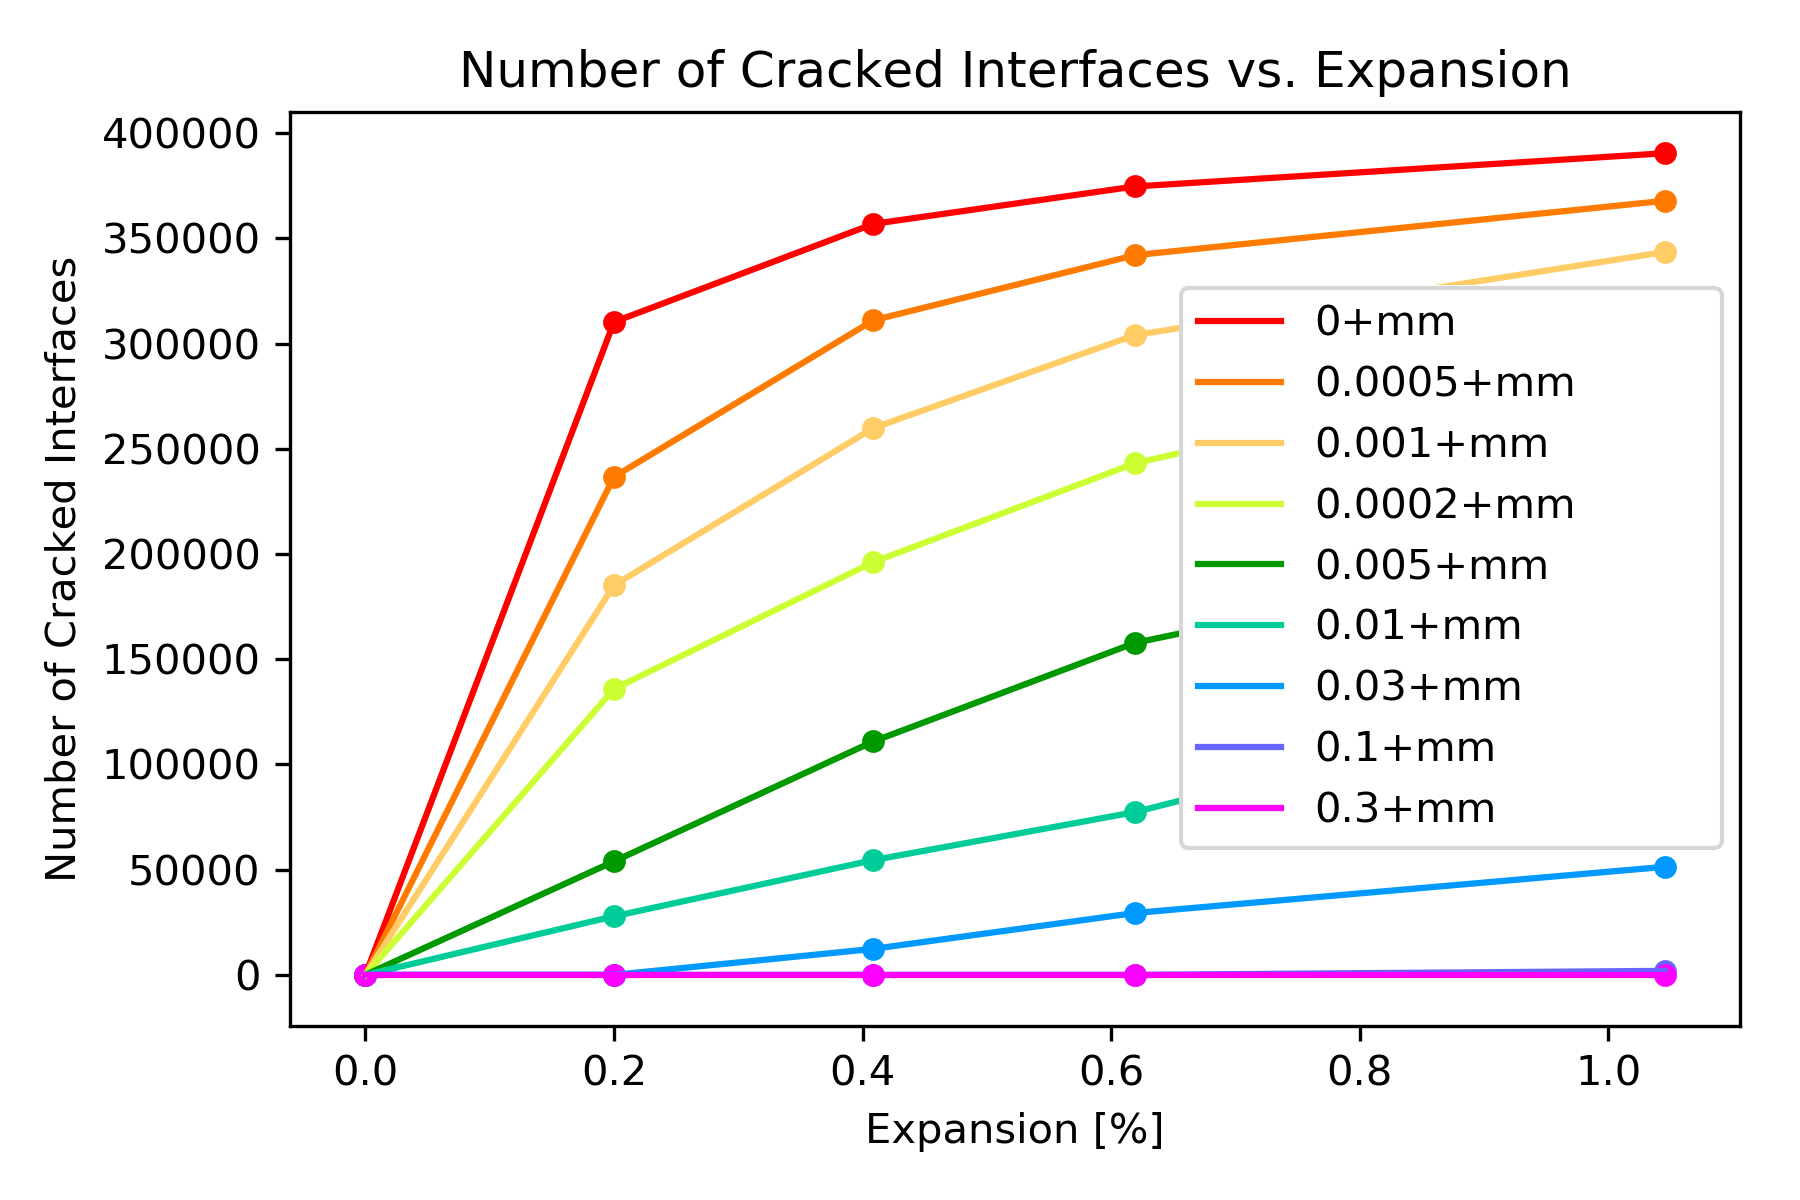 Number of Cracked Interfaces vs. Expansion
Number of Cracked Interfaces
400000
350000
300000
250000
200000
150000
100000
50000
0
0+mm
0.0005+mm
0.001+mm
0.0002+mm
0.005+mm
0.01+mm
0.03+mm
0.1+mm
0.3+mm
0.0 0.2 0.4 0.6 0.8 1.0
Expansion [%]